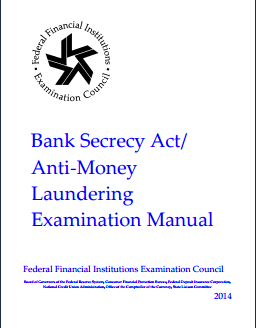 Federal Financial Institutions
• Examination Council •
Bank Secrecy Act/
Anti-Money
Laundering
Examination Manual
Federal Financial Institutions Examination Council
Board of Governors of the Federal Reserve System, Consumer Financial Protection Bureau, Federal Deposit Insurance Corporation,
National Credit Union Administration, Office of the Comptroller of the Currency, State Liaison Committee
2014